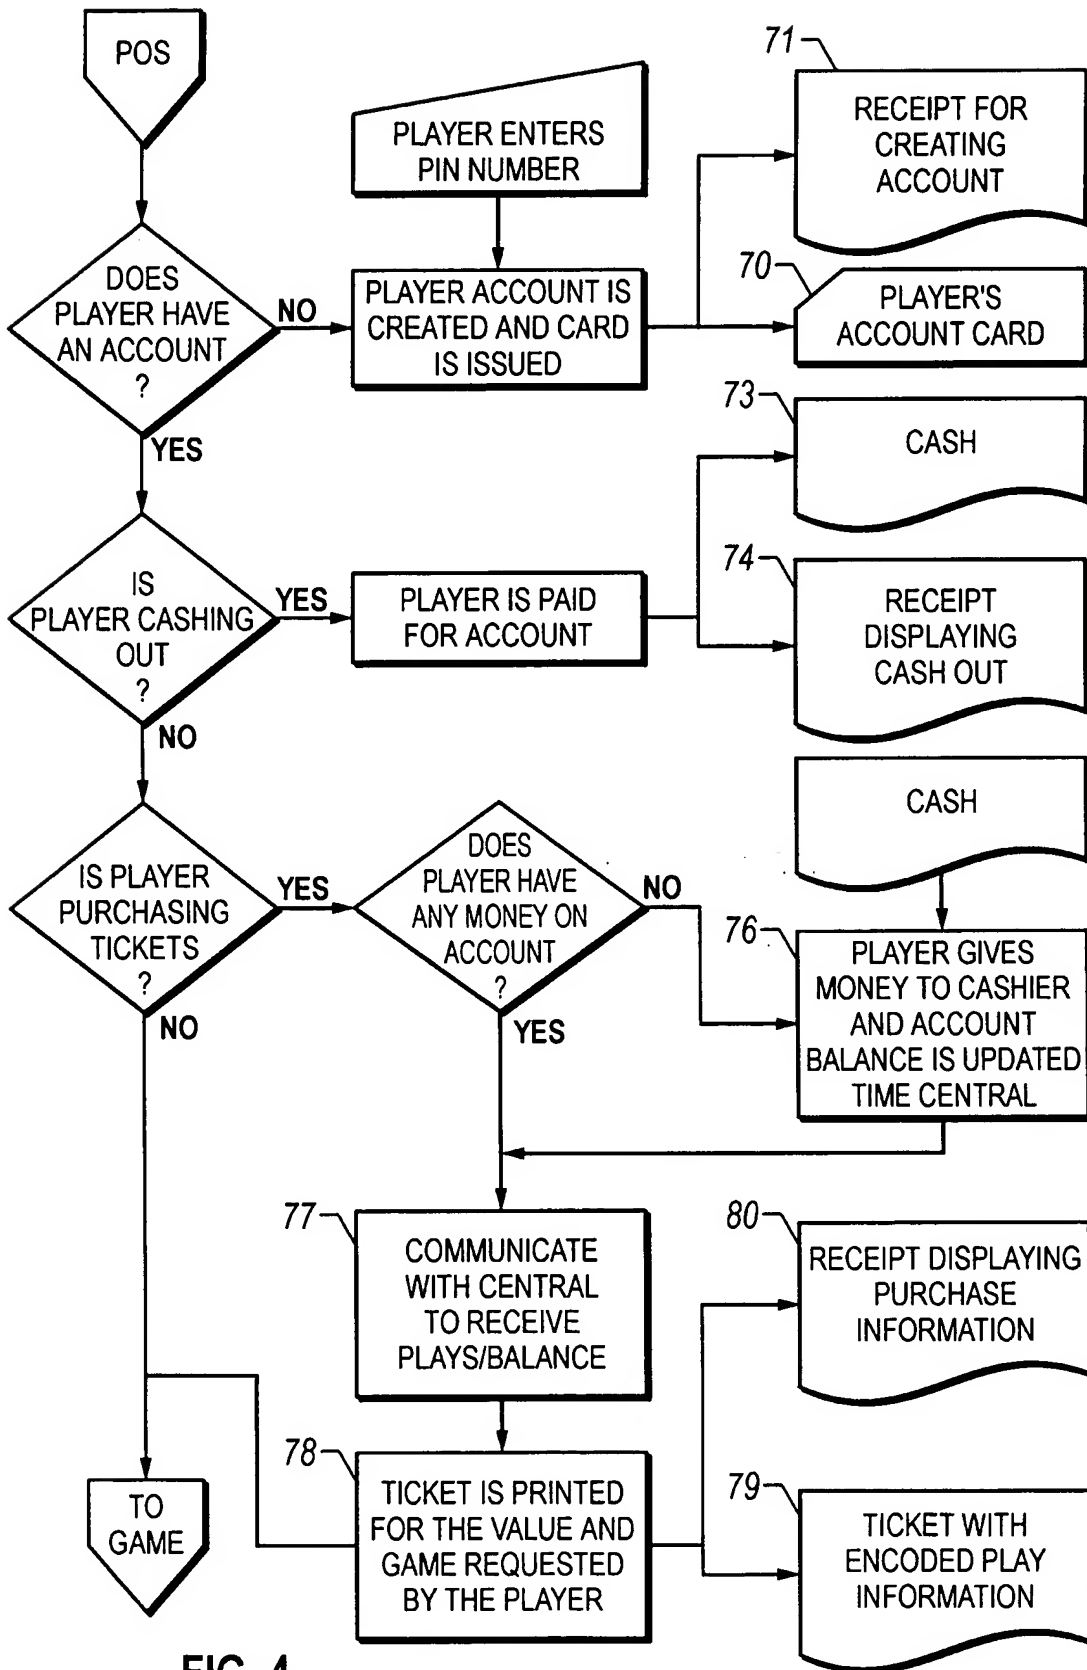 POS
71
RECEIPT FOR
CREATING
ACCOUNT
PLAYER ENTERS
PIN NUMBER
DOES
PLAYER HAVE
AN ACCOUNT
?
NO
PLAYER ACCOUNT IS
CREATED AND CARD
IS ISSUED
70
PLAYER'S
ACCOUNT CARD
YES
73
CASH
IS
PLAYER CASHING
OUT
?
YES
PLAYER IS PAID
FOR ACCOUNT
74
RECEIPT
DISPLAYING
CASH OUT
NO
CASH
IS PLAYER
PURCHASING
TICKETS
?
YES
DOES
PLAYER HAVE
ANY MONEY ON
ACCOUNT
?
NO
76
PLAYER GIVES
MONEY TO CASHIER
AND ACCOUNT
BALANCE IS UPDATED
TIME CENTRAL
NO
YES
77
COMMUNICATE
WITH CENTRAL
TO RECEIVE
PLAYS/BALANCE
80
RECEIPT DISPLAYING
PURCHASE
INFORMATION
TO
GAME
78
TICKET IS PRINTED
FOR THE VALUE AND
GAME REQUESTED
BY THE PLAYER
79
TICKET WITH
ENCODED PLAY
INFORMATION
FIG. 4